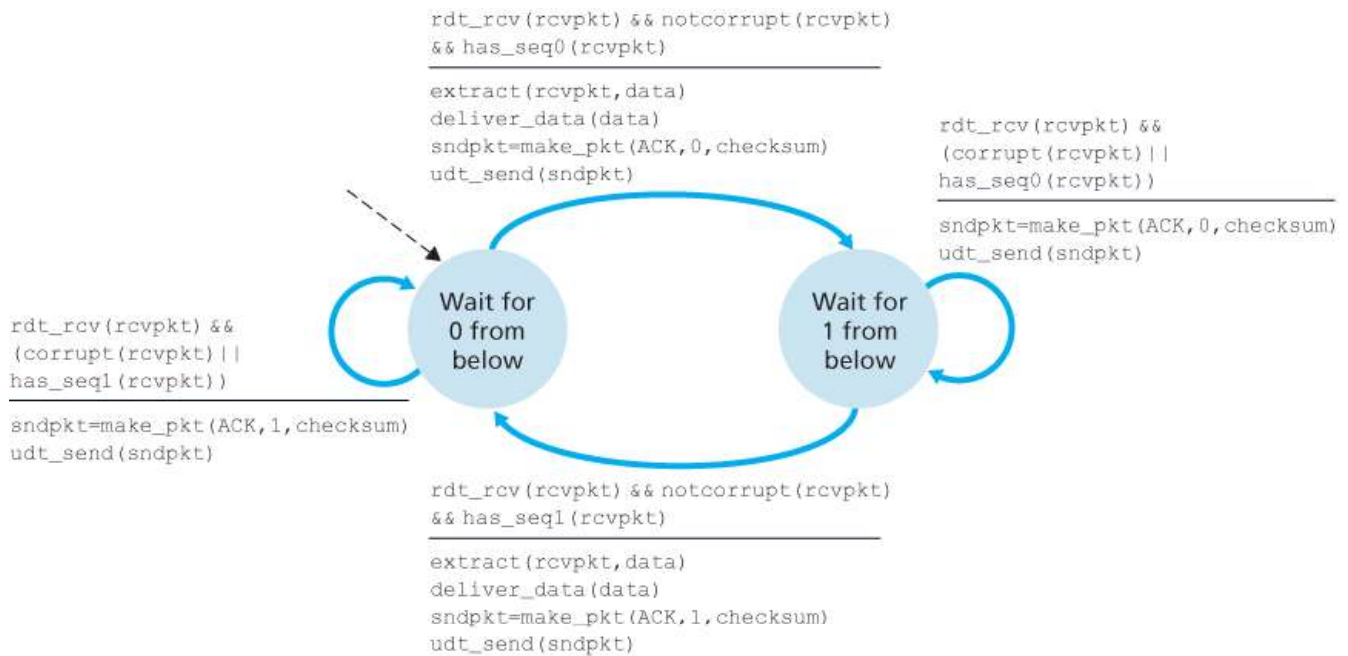 rdt_rcv(rcvpkt) && notcorrupt(rcvpkt)
&& has_seq0(rcvpkt)
extract(rcvpkt,data)
deliver_data(data)
sndpkt=make_pkt(ACK,0,checksum)
udt_send(sndpkt)
rdt_rcv(rcvpkt) &&
(corrupt(rcvpkt)||
has_seq0(rcvpkt))
sndpkt=make_pkt(ACK,0,checksum)
udt_send(sndpkt)
Wait for
0 from
below
Wait for
1 from
below
rdt_rcv(rcvpkt) &&
(corrupt(rcvpkt)||
has_seq1(rcvpkt))
sndpkt=make_pkt(ACK,1,checksum)
udt_send(sndpkt)
rdt_rcv(rcvpkt) && notcorrupt(rcvpkt)
&& has_seq1(rcvpkt)
extract(rcvpkt,data)
deliver_data(data)
sndpkt=make_pkt(ACK,1,checksum)
udt_send(sndpkt)